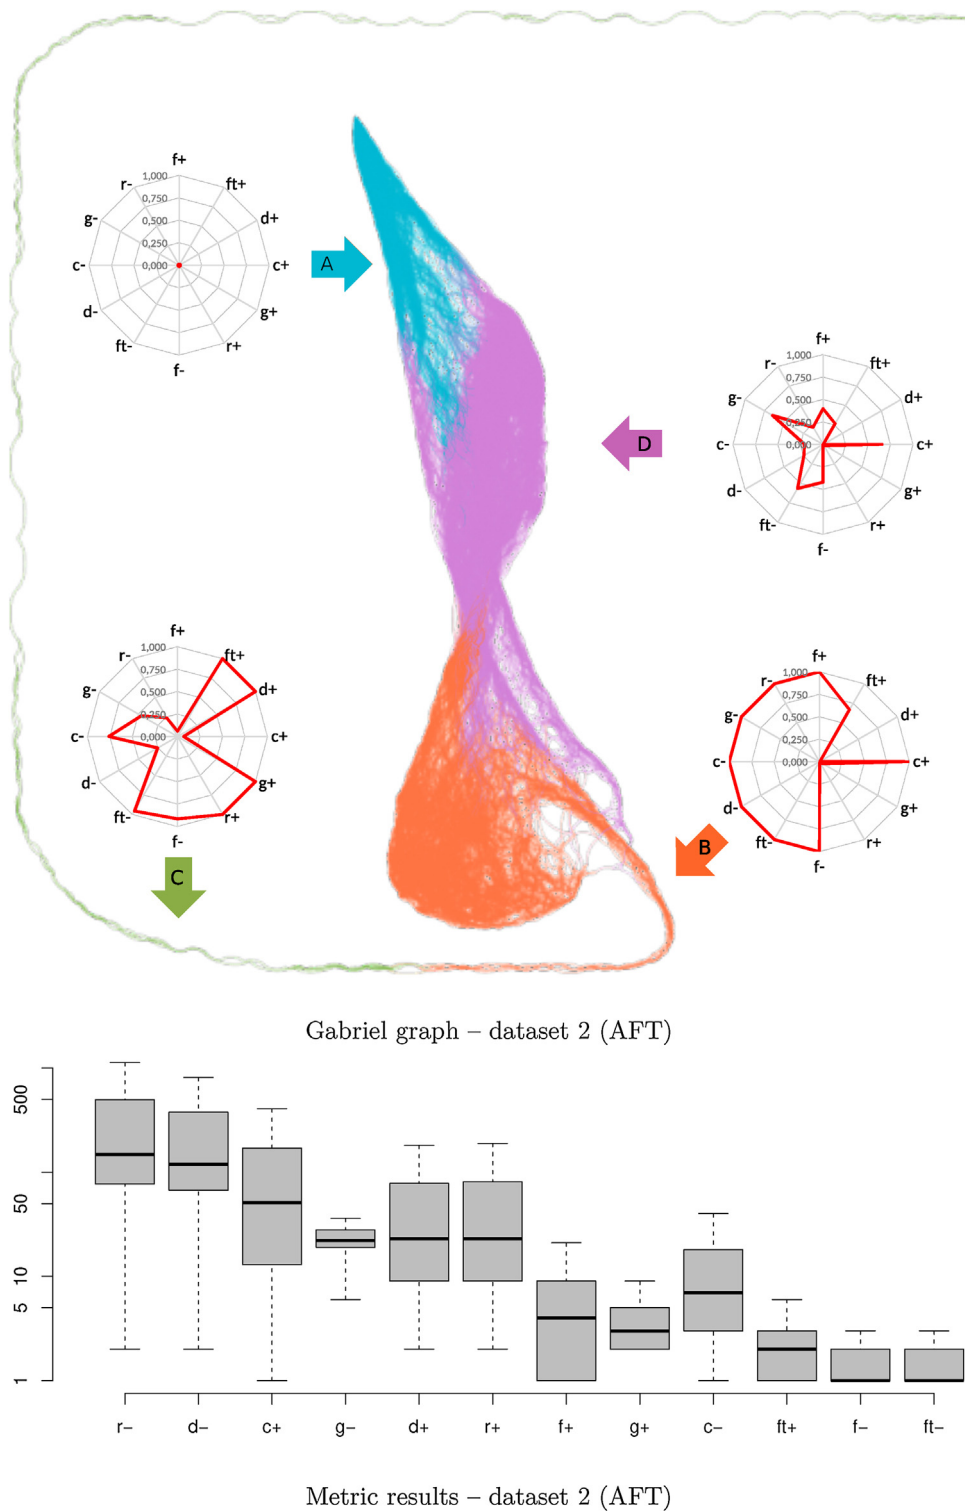 f+
r-
ft+
1,000
0,750
g-
d+
0,500
0,250
c-
0,000
c+
A
d-
g+
ft-
r+
f-
f+
r-
ft+
1,000
0,750
g-
d+
0,500
c-
0,000
c+
D
d-
g+
ft-
r+
f-
f+
r-
ft+
1,000
0,750
g-
d+
0,500
0,250
c-
0,000
c+
d-
g+
ft-
r+
f-
C
f+
r-
ft+
1,000
0,750
g-
d+
0,500
0,250
c-
0,000
c+
d-
g+
ft-
r+
f-
B
Gabriel graph – dataset 2 (AFT)
500
50
10
5
1
r− d− c+ g− d+ r+ f+ g+ c− ft+ f− ft−
Metric results – dataset 2 (AFT)